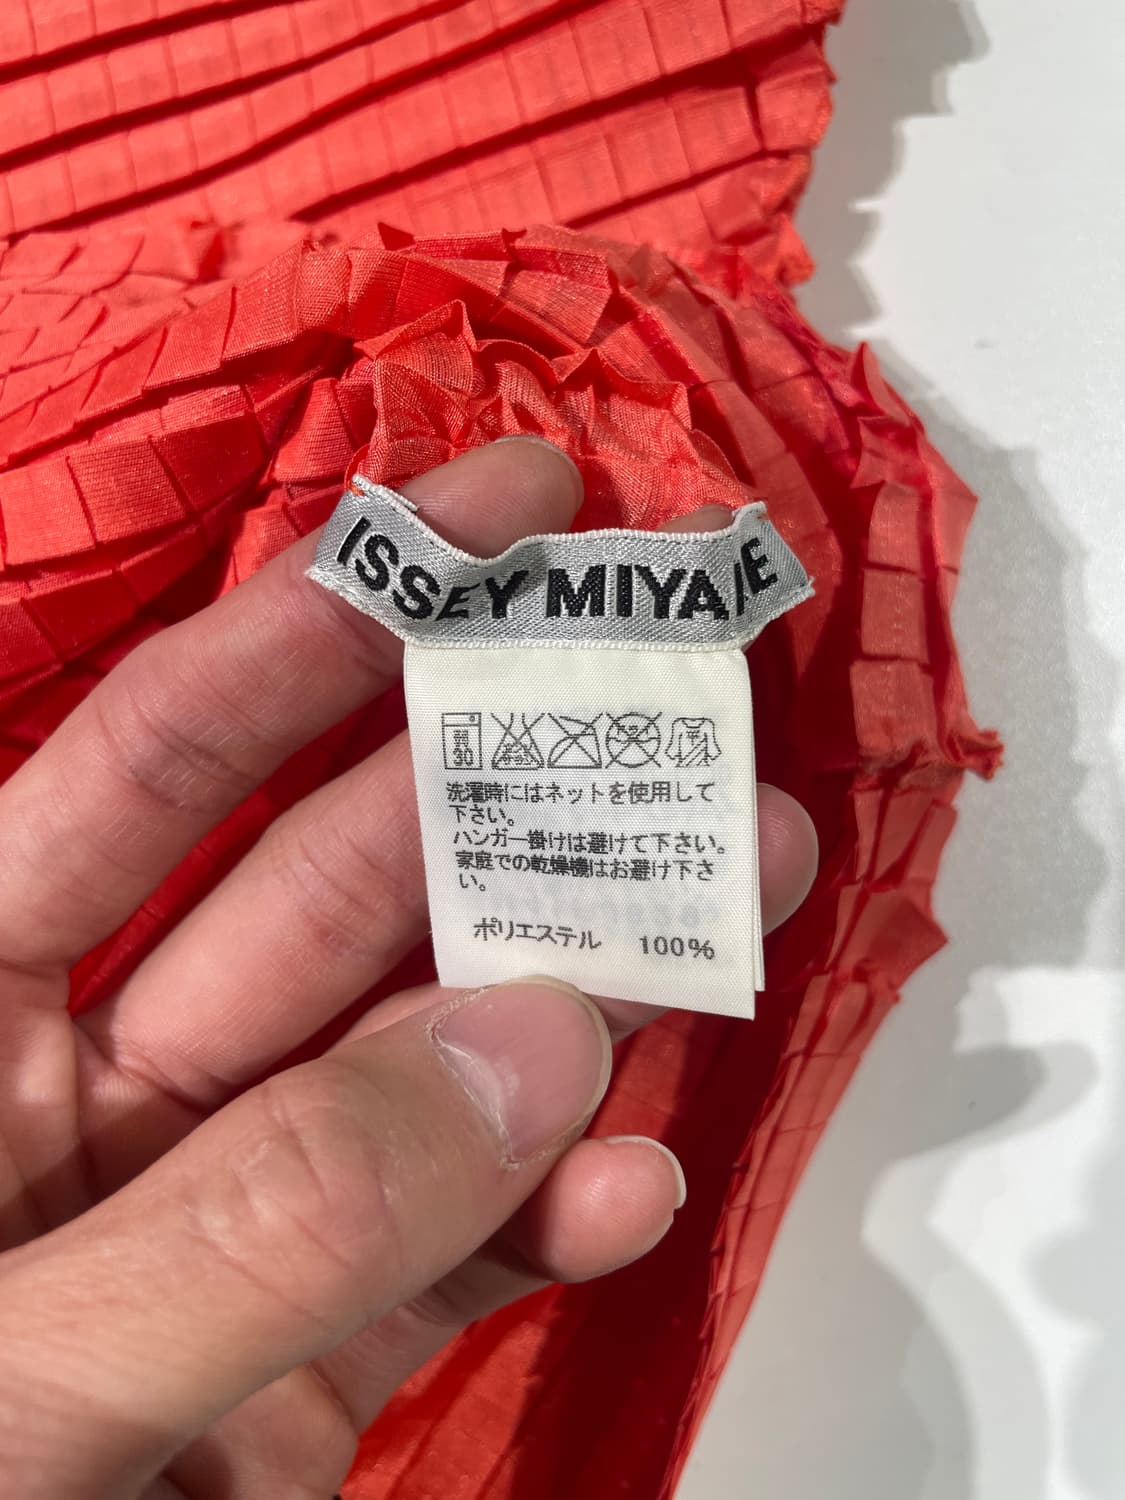 ISSEY MIYAKE
弱
30
洗濯時にはネットを使用して
下さい。
ハンガー掛けは避けて下さい。
家庭での乾燥機はお避け下さ
い。
ポリエステル 100%